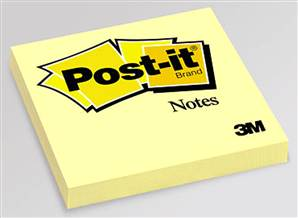 Post-it
Brand
Notes
3M